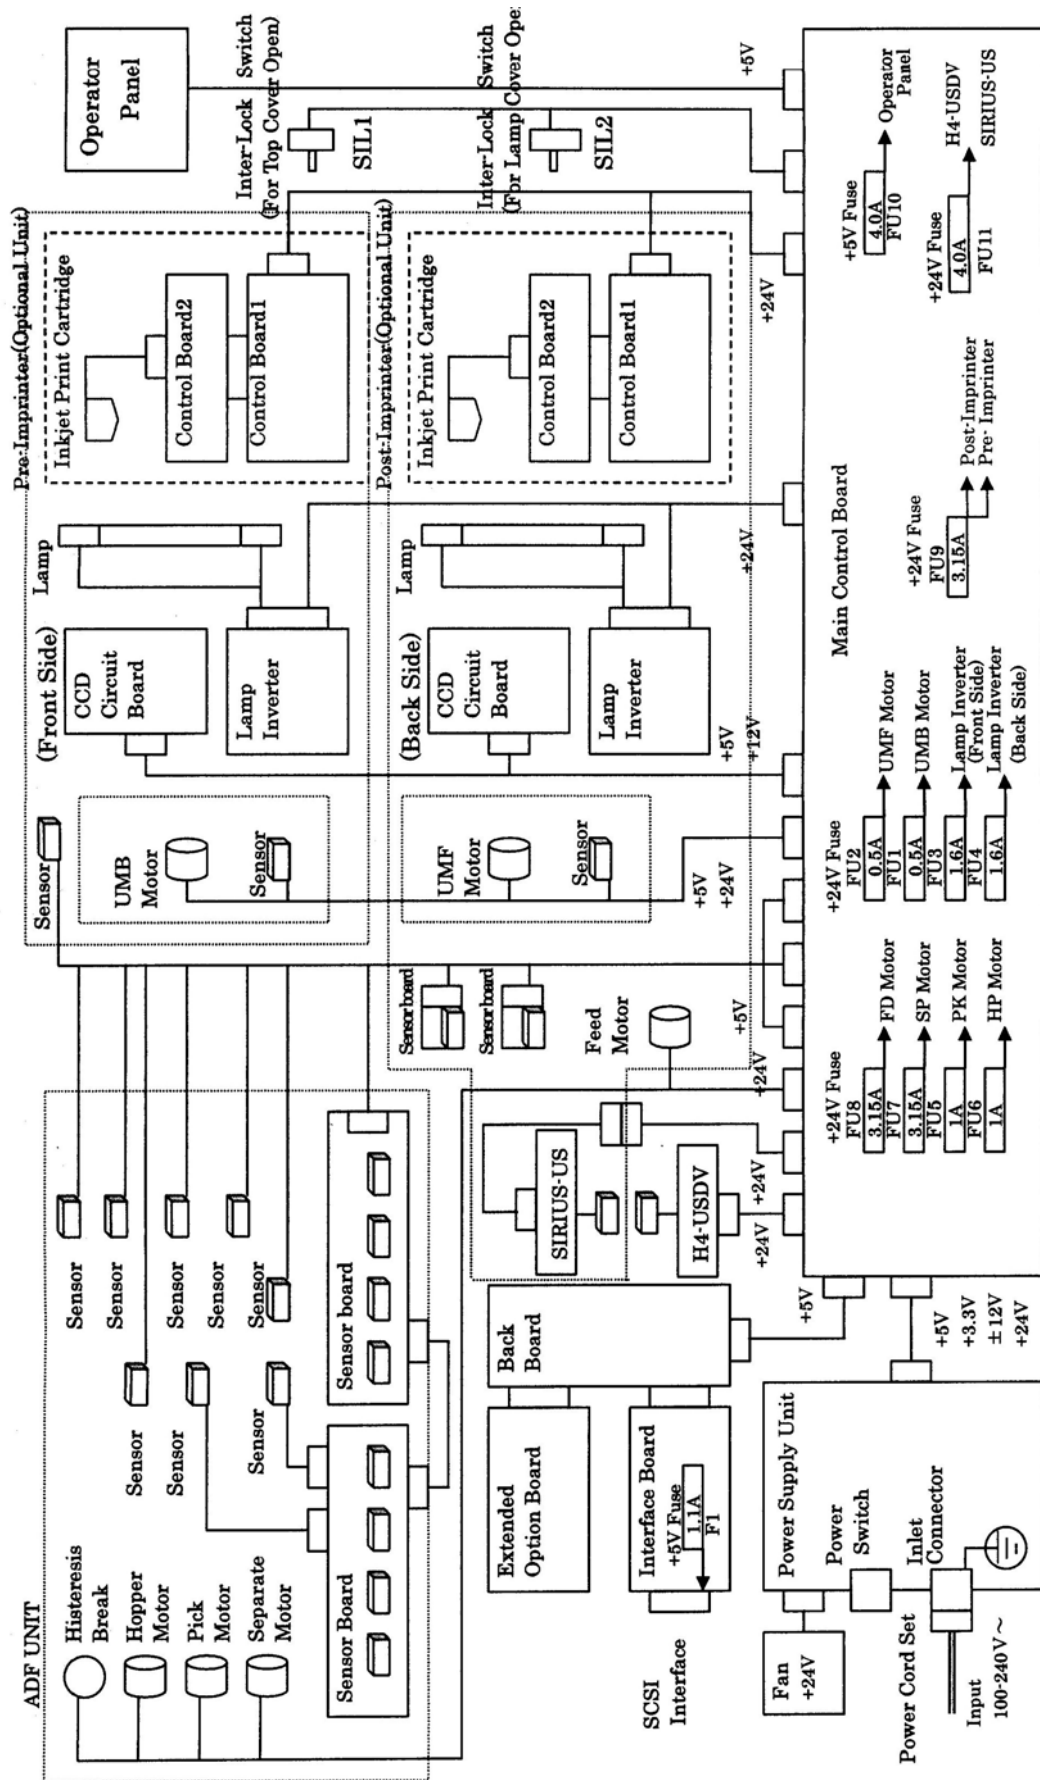 ADF UNIT
Histeresis
Break
Hopper
Motor
Pick
Motor
Separate
Motor
Sensor
Sensor
Sensor
Sensor
Sensor
Sensor
Sensor
Sensor
Sensor Board
Sensor board
Sensor
UMB
Motor
Sensor
UMF
Motor
Sensor
Sensor board
Sensor board
Feed
Motor
Pre-Imprinter(Optional Unit)
(Front Side)
CCD
Circuit
Board
Lamp
Lamp
Inverter
Inkjet Print Cartridge
Control Board2
Control Board1
Post-Imprinter(Optional Unit)
(Back Side)
CCD
Circuit
Board
Lamp
Lamp
Inverter
Inkjet Print Cartridge
Control Board2
Control Board1
Operator
Panel
Inter-Lock Switch
(For Top Cover Open)
SIL1
Inter-Lock Switch
(For Lamp Cover Ope
SIL2
Extended
Option Board
Back
Board
SCSI
Interface
Interface Board
+5V Fuse
1.1A
F1
SIRIUS-US
H4-USDV
+5V
+24V
+24V
+24V
+5V
+5V
+24V
+5V
+12V
+24V
+24V
+5V
Fan
+24V
Power Supply Unit
Power
Switch
Inlet
Connector
Power Cord Set
Input
100-240V～
+5V
+3.3V
±12V
+24V
Main Control Board
+24V Fuse
FU8
3.15A
FD Motor
FU7
3.15A
SP Motor
FU5
1A
PK Motor
FU6
1A
HP Motor
+24V Fuse
FU2
0.5A
UMF Motor
FU1
0.5A
UMB Motor
FU3
1.6A
Lamp Inverter
(Front Side)
FU4
1.6A
Lamp Inverter
(Back Side)
+24V Fuse
FU9
3.15A
Post-Imprinter
Pre- Imprinter
+5V Fuse
4.0A
FU10
Operator
Panel
+24V Fuse
4.0A
FU11
H4-USDV
SIRIUS-US